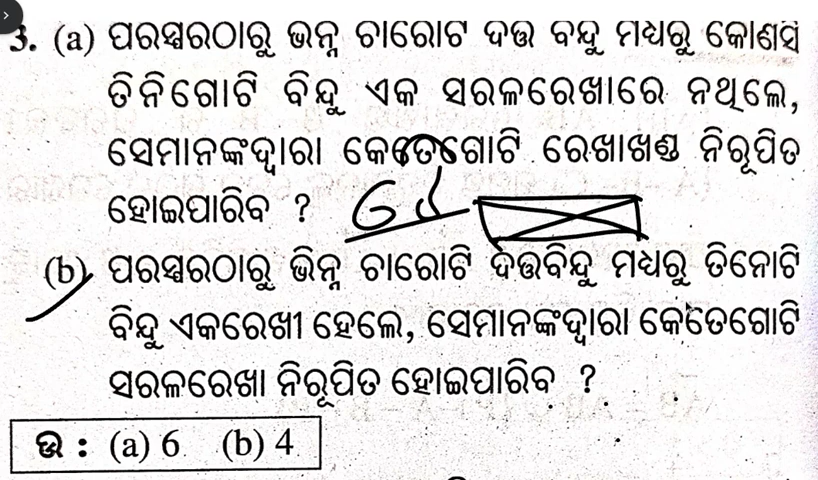 3. (a) ପରସ୍ପରଠାରୁ ଭିନ୍ନ ଚାରୋଟି ଦତ୍ତ ବିନ୍ଦୁ ମଧ୍ୟରୁ କୌଣସି
ତିନିଗୋଟି ବିନ୍ଦୁ ଏକ ସରଳରେଖାରେ ନଥିଲେ,
ସେମାନଙ୍କଦ୍ୱାରା କେତେଗୋଟି ରେଖାଖଣ୍ଡ ନିରୂପିତ
ହୋଇପାରିବ ?
(b) ପରସ୍ପରଠାରୁ ଭିନ୍ନ ଚାରୋଟି ଦତ୍ତବିନ୍ଦୁ ମଧ୍ୟରୁ ତିନୋଟି
ବିନ୍ଦୁ ଏକରେଖୀ ହେଲେ, ସେମାନଙ୍କଦ୍ୱାରା କେତେଗୋଟି
ସରଳରେଖା ନିରୂପିତ ହୋଇପାରିବ ?
ଉ : (a) 6 (b) 4